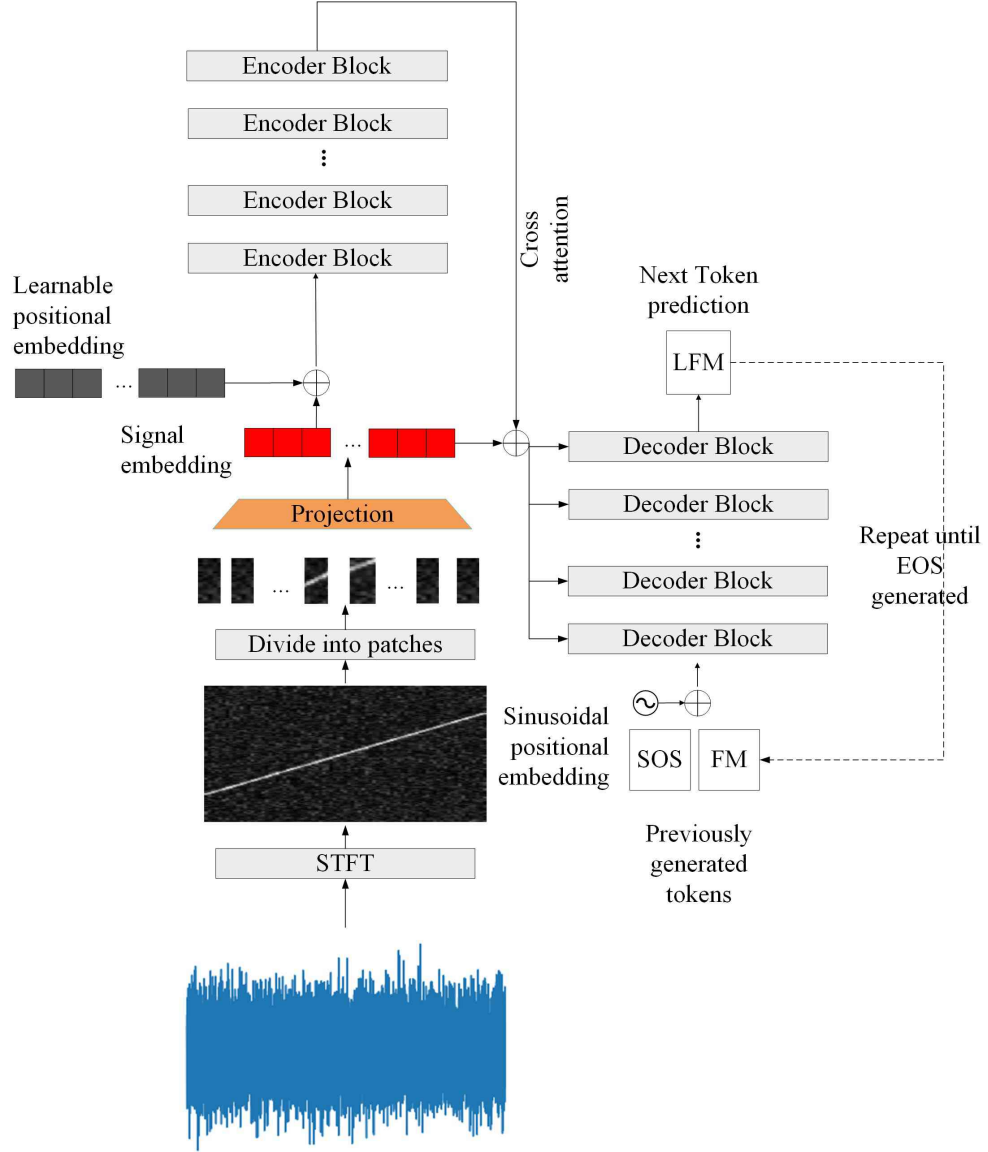 Encoder Block
Encoder Block
...
Encoder Block
Encoder Block
Cross
attention
Learnable
positional
embedding
...
Signal
embedding
...
Projection
...
...
Divide into patches
STFT
Next Token
prediction
LFM
Decoder Block
Decoder Block
...
Decoder Block
Decoder Block
Repeat until
EOS
generated
Sinusoidal
positional
embedding
SOS
FM
Previously
generated
tokens